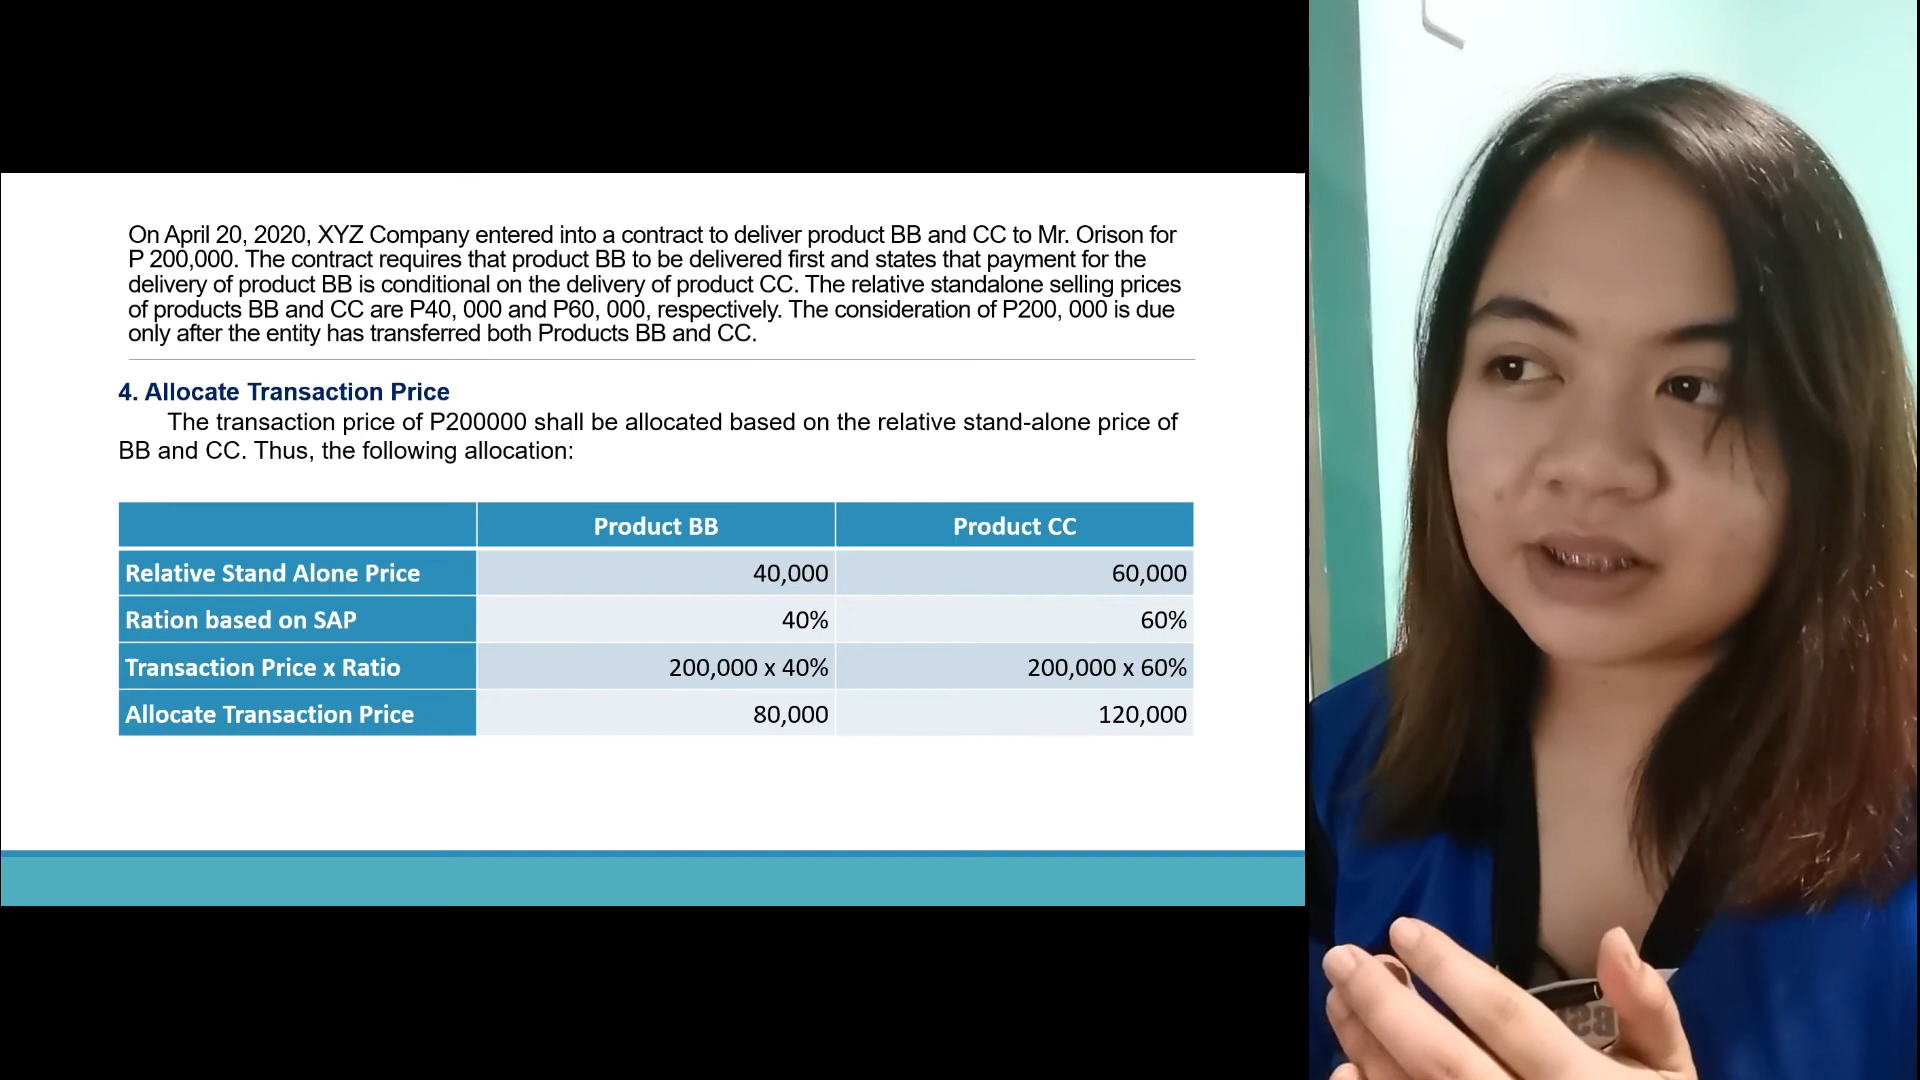 On April 20, 2020, XYZ Company entered into a contract to deliver product BB and CC to Mr. Orison for
P 200,000. The contract requires that product BB to be delivered first and states that payment for the
delivery of product BB is conditional on the delivery of product CC. The relative standalone selling prices
of products BB and CC are P40, 000 and P60, 000, respectively. The consideration of P200, 000 is due
only after the entity has transferred both Products BB and CC.
4. Allocate Transaction Price
The transaction price of P200000 shall be allocated based on the relative stand-alone price of
BB and CC. Thus, the following allocation:
Product BB Product CC
Relative Stand Alone Price 40,000 60,000
Ration based on SAP 40% 60%
Transaction Price x Ratio 200,000 x 40% 200,000 x 60%
Allocate Transaction Price 80,000 120,000